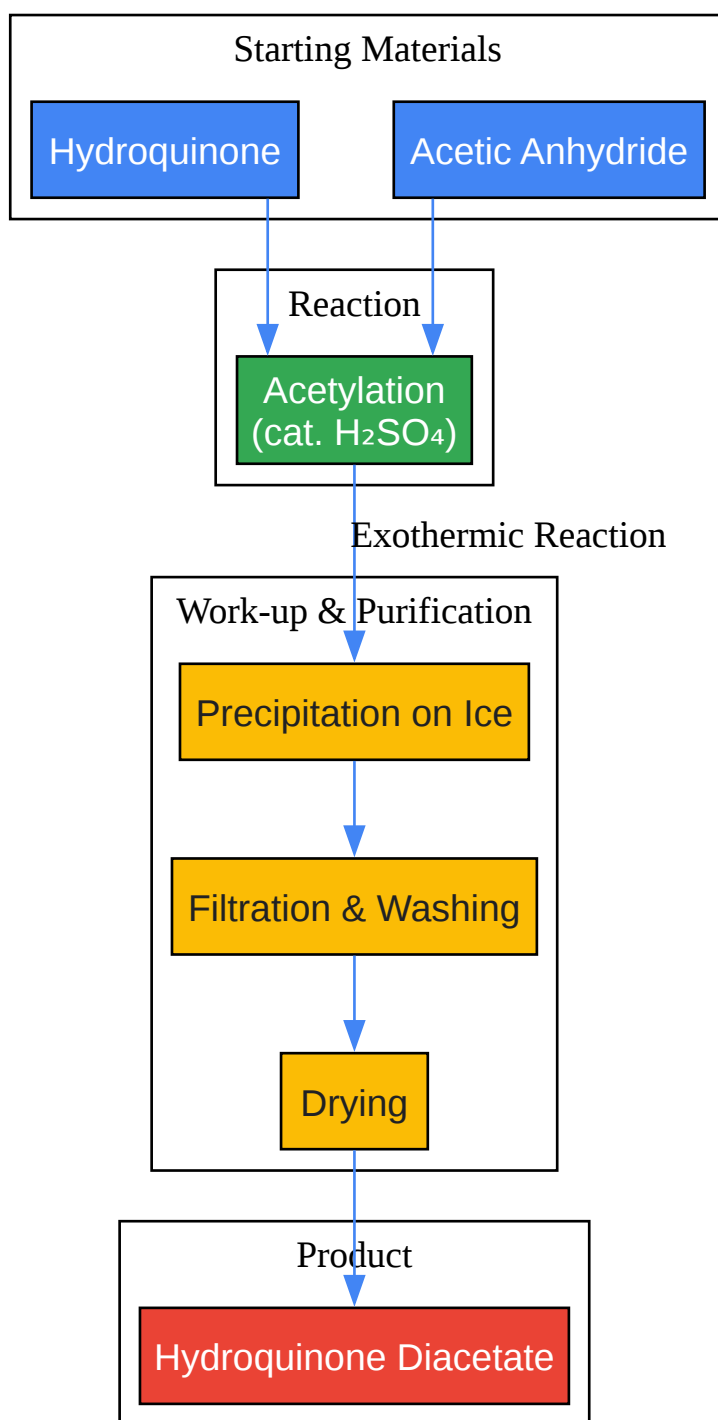 Starting Materials
Hydroquinone
Acetic Anhydride
Reaction
Acetylation
(cat. H₂SO₄)
Exothermic Reaction
Work-up & Purification
Precipitation on Ice
Filtration & Washing
Drying
Product
Hydroquinone Diacetate